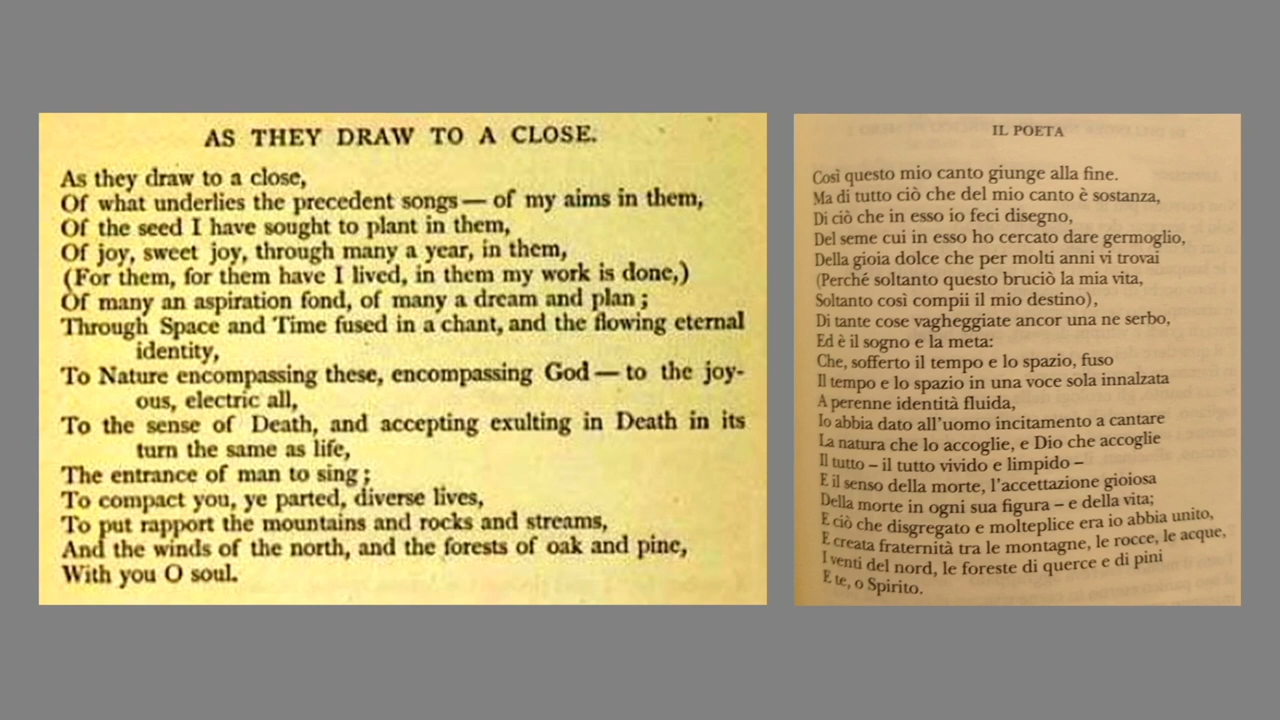 AS THEY DRAW TO A CLOSE.
As they draw to a close,
Of what underlies the precedent songs — of my aims in them,
Of the seed I have sought to plant in them,
Of joy, sweet joy, through many a year, in them,
(For them, for them have I lived, in them my work is done,)
Of many an aspiration fond, of many a dream and plan ;
Through Space and Time fused in a chant, and the flowing eternal
identity,
To Nature encompassing these, encompassing God — to the joy-
ous, electric all,
To the sense of Death, and accepting exulting in Death in its
turn the same as life,
The entrance of man to sing ;
To compact you, ye parted, diverse lives,
To put rapport the mountains and rocks and streams,
And the winds of the north, and the forests of oak and pine,
With you O soul.
IL POETA
Così questo mio canto giunge alla fine.
Ma di tutto ciò che del mio canto è sostanza,
Di ciò che in esso io feci disegno,
Del seme cui in esso ho cercato dare germoglio,
Della gioia dolce che per molti anni vi trovai
(Perché soltanto questo bruciò la mia vita,
Soltanto così compii il mio destino),
Di tante cose vagheggiate ancor una ne serbo,
Ed è il sogno e la meta:
Che, sofferto il tempo e lo spazio, fuso
Il tempo e lo spazio in una voce sola innalzata
A perenne identità fluida,
Io abbia dato all'uomo incitamento a cantare
La natura che lo accoglie, e Dio che accoglie
Il tutto – il tutto vivido e limpido –
E il senso della morte, l'accettazione gioiosa
Della morte in ogni sua figura – e della vita;
E ciò che disgregato e molteplice era io abbia unito,
E creata fraternità tra le montagne, le rocce, le acque,
I venti del nord, le foreste di querce e di pini
E te, o Spirito.